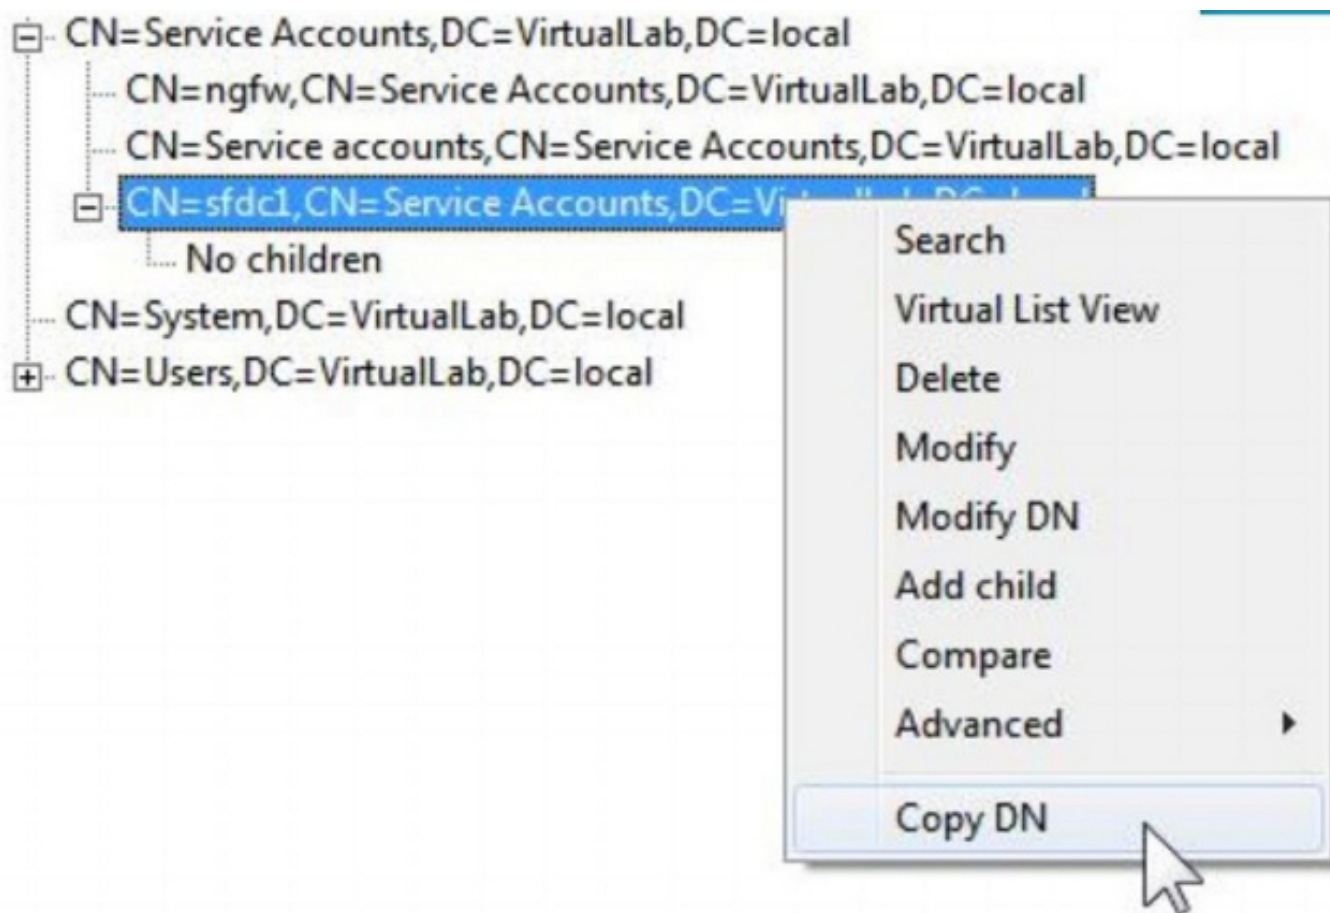 CN=Service Accounts,DC=VirtualLab,DC=local
CN=ngfw,CN=Service Accounts,DC=VirtualLab,DC=local
CN=Service accounts,CN=Service Accounts,DC=VirtualLab,DC=local
CN=sfdc1,CN=Service Accounts,DC=
No children
CN=System,DC=VirtualLab,DC=local
CN=Users,DC=VirtualLab,DC=local
Search
Virtual List View
Delete
Modify
Modify DN
Add child
Compare
Advanced
Copy DN